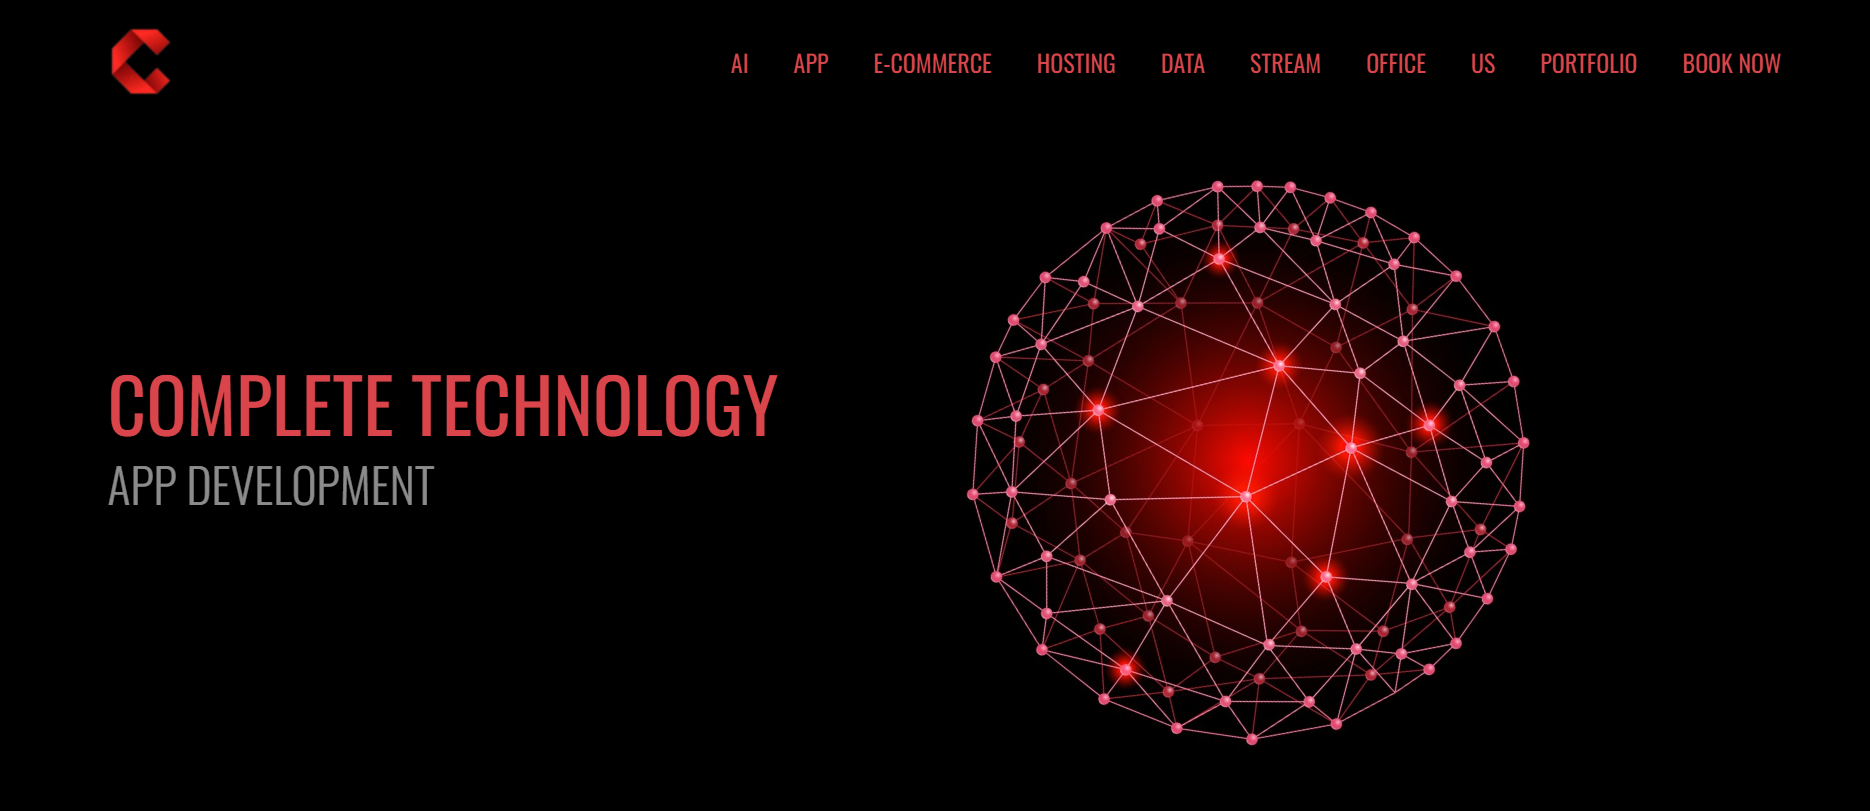 AI APP E-COMMERCE HOSTING DATA STREAM OFFICE US PORTFOLIO BOOK NOW
COMPLETE TECHNOLOGY
APP DEVELOPMENT